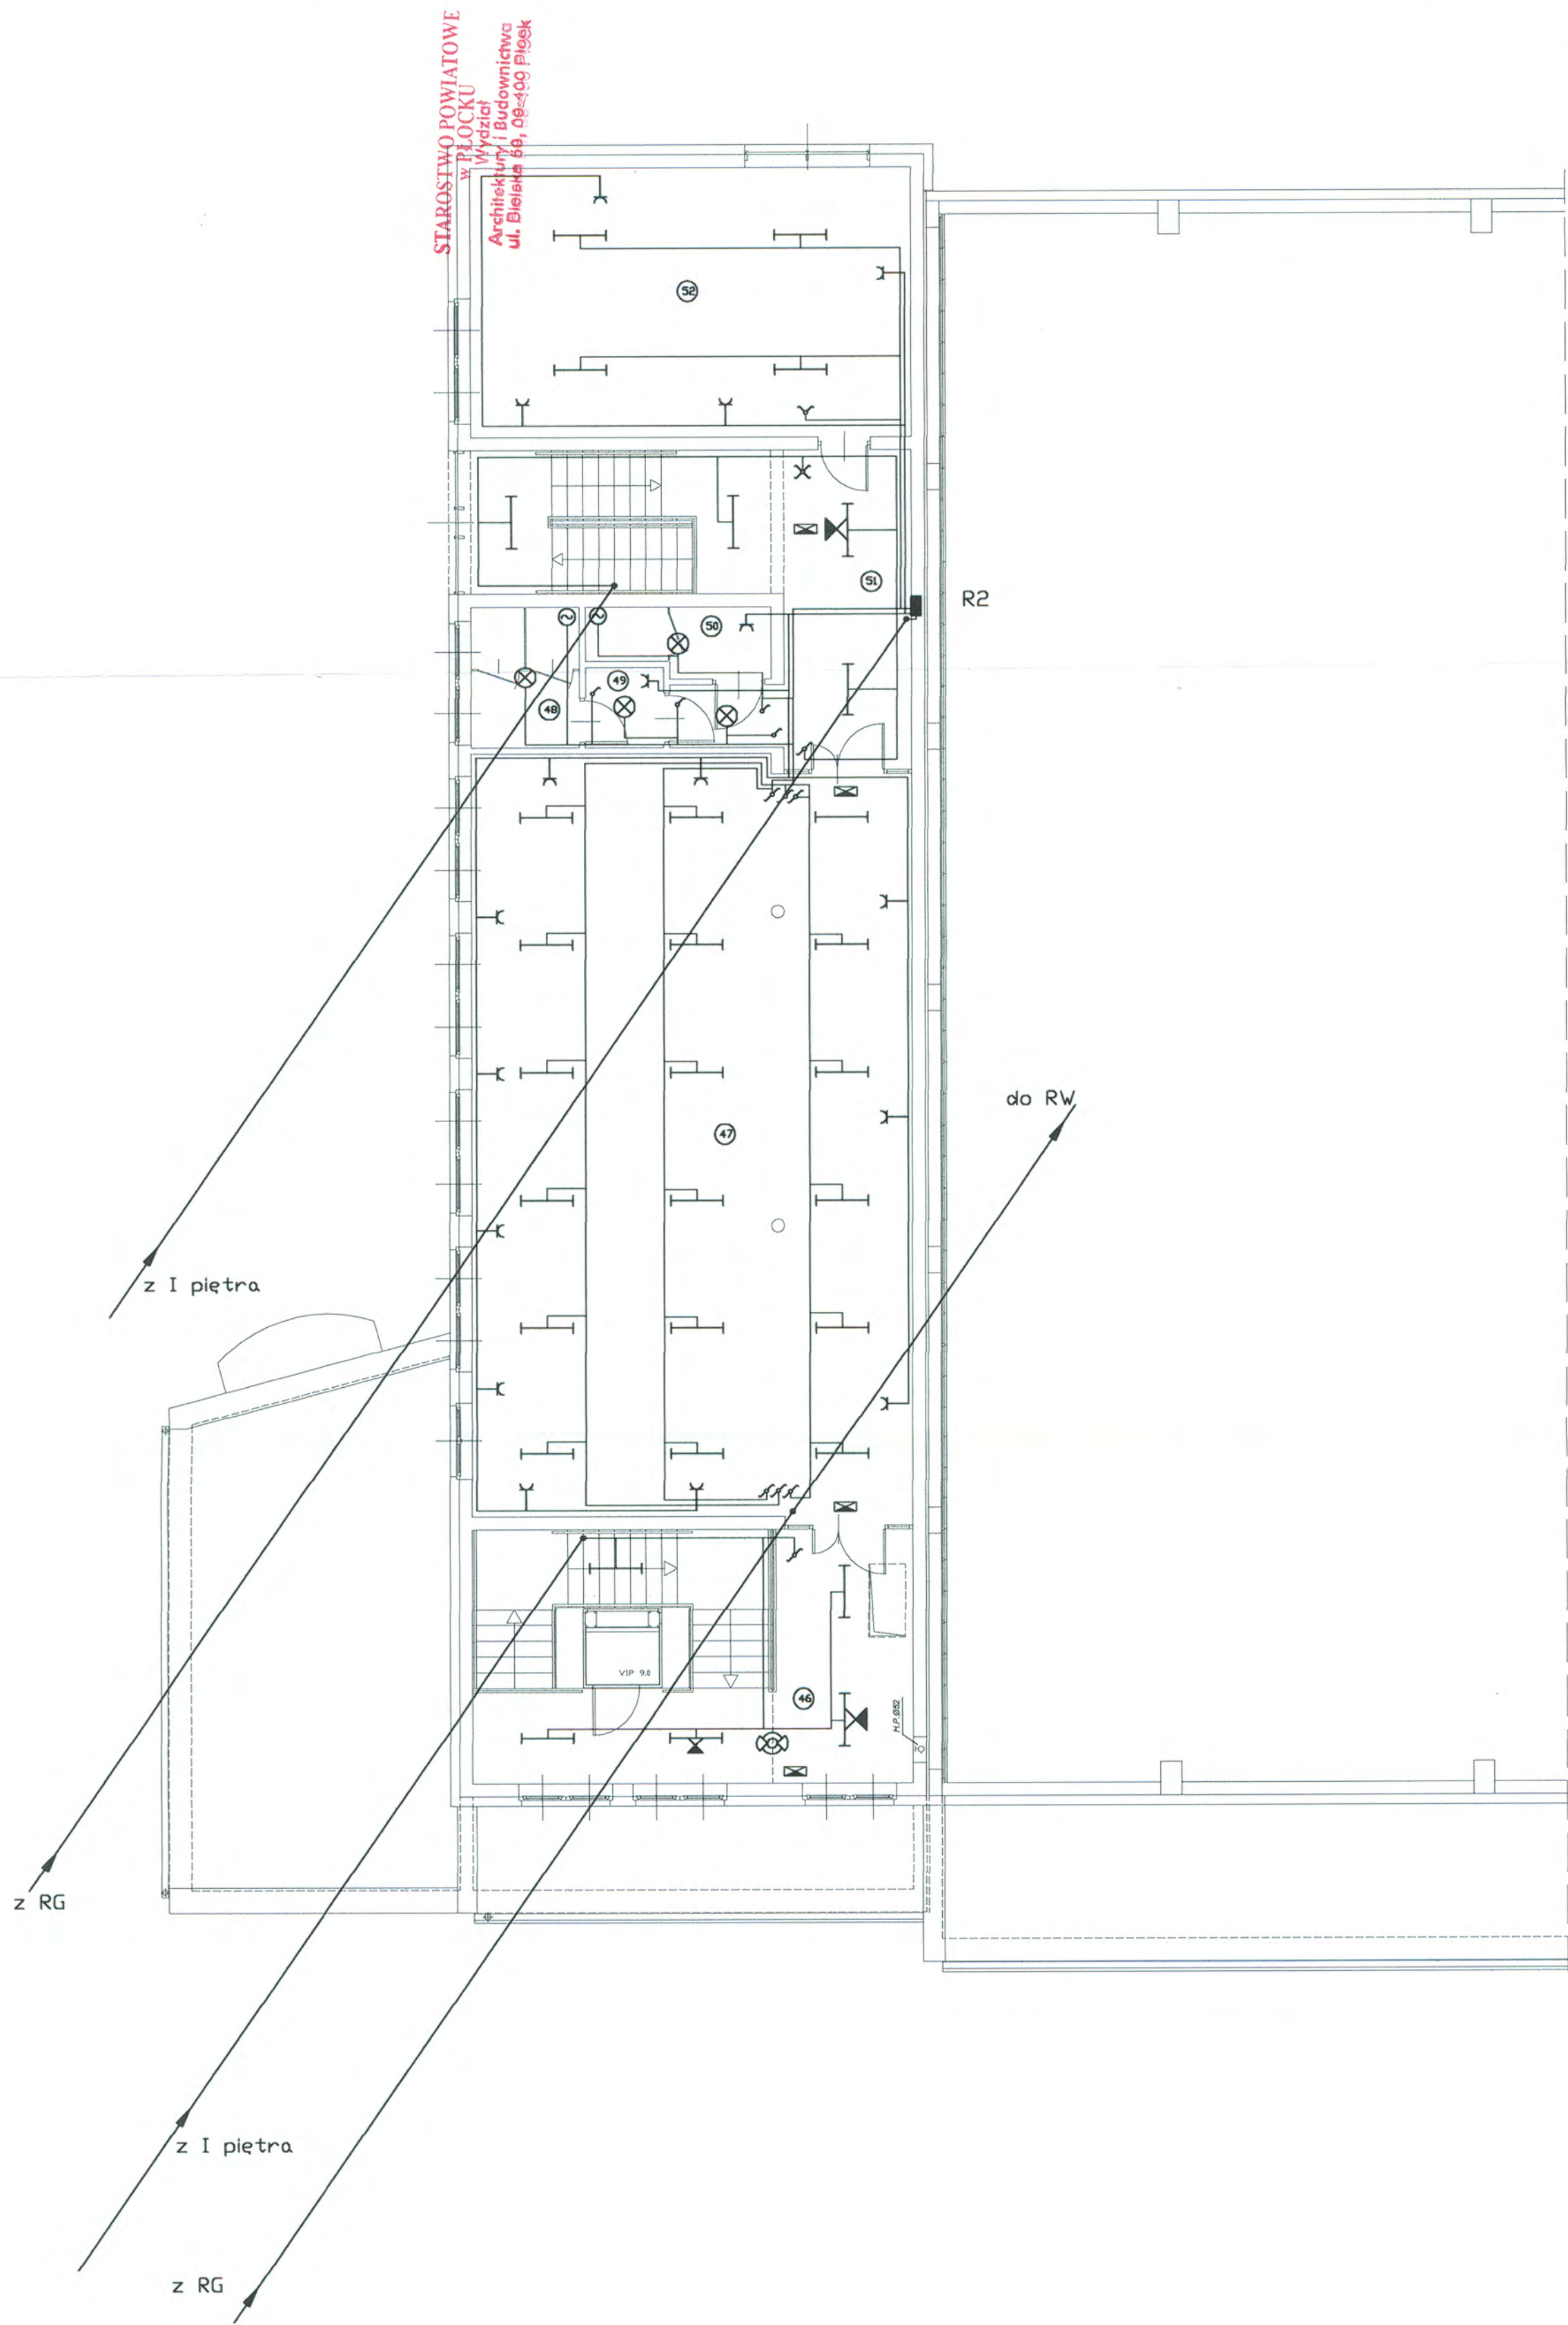 STAROSTWO POWIATOWE
w PŁOCKU
Wydział
Architektury i Budownictwa
ul. Bielska 59, 09-400 Płock
52
51
R2
50
49
48
47
do RW
z I piętra
VIP 9.0
46
H.P. Ø52
z RG
z I piętra
z RG